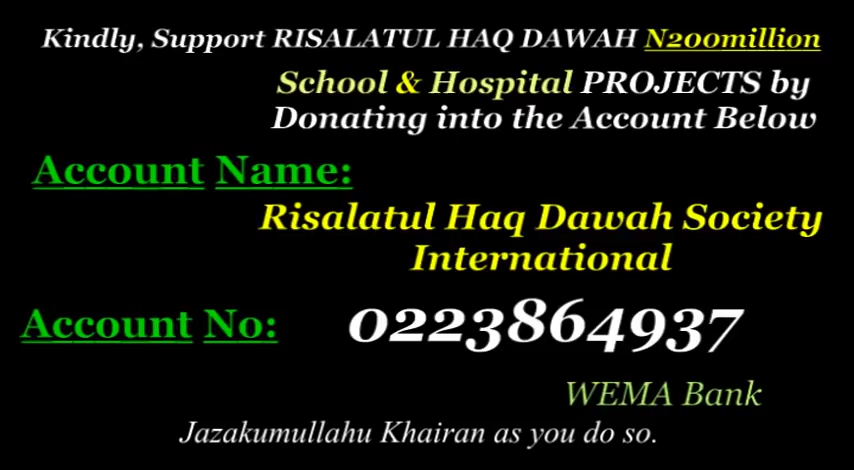 Kindly, Support RISALATUL HAQ DAWAH N200million
School & Hospital PROJECTS by
Donating into the Account Below
Account Name:
Risalatul Haq Dawah Society
International
Account No: 0223864937
WEMA Bank
Jazakumullahu Khairan as you do so.